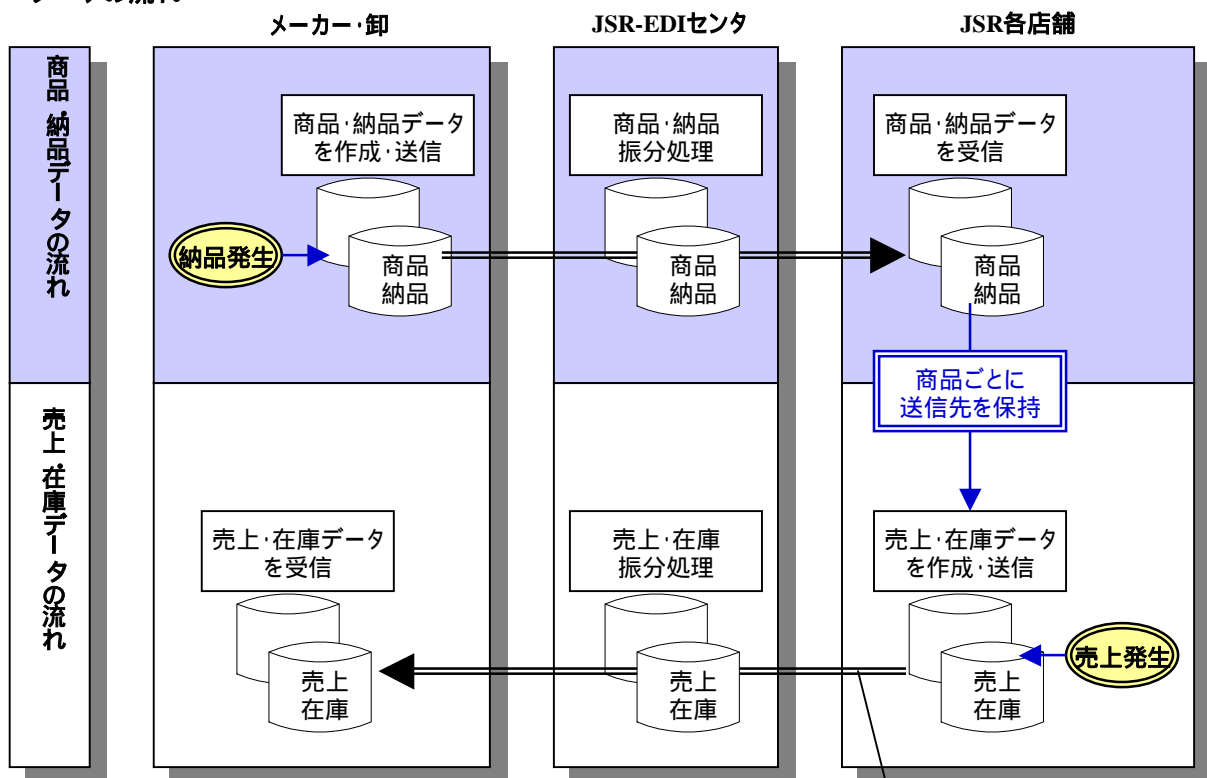 データの流れ
メーカー・卸
JSR-EDIセンタ
JSR各店舗
商品・納品データの流れ
商品・納品データ
を作成・送信
商品・納品
振分処理
商品・納品データ
を受信
納品発生
商品
納品
商品
納品
商品
納品
商品ごとに
送信先を保持
売上・在庫データの流れ
売上・在庫データ
を受信
売上・在庫
振分処理
売上・在庫データ
を作成・送信
売上
在庫
売上
在庫
売上
在庫
売上発生